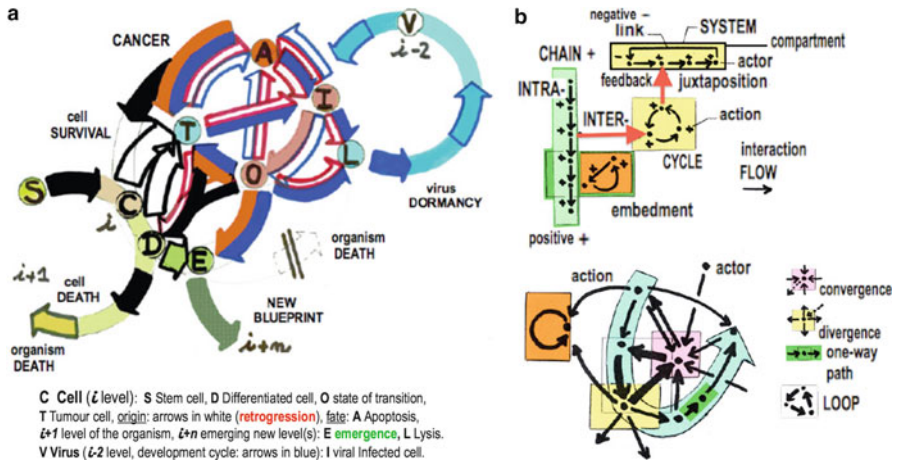 a
CANCER
A
V
i-2
cell
SURVIVAL
T
I
O
L
S
C
i
D
E
virus
DORMANCY
i+1
cell
DEATH
organism
DEATH
organism
DEATH
NEW
BLUEPRINT
i+n
C Cell (i level): S Stem cell, D Differentiated cell, O state of transition,
T Tumour cell, origin: arrows in white (retrogression), fate: A Apoptosis,
i+1 level of the organism, i+n emerging new level(s): E emergence, L Lysis.
V Virus (i-2 level, development cycle: arrows in blue): I viral Infected cell.
b
negative -
link
SYSTEM
compartment
CHAIN +
actor
feedback
juxtaposition
INTRA-
INTER-
action
CYCLE
interaction
FLOW
embedment
positive +
action
actor
convergence
divergence
one-way
path
LOOP